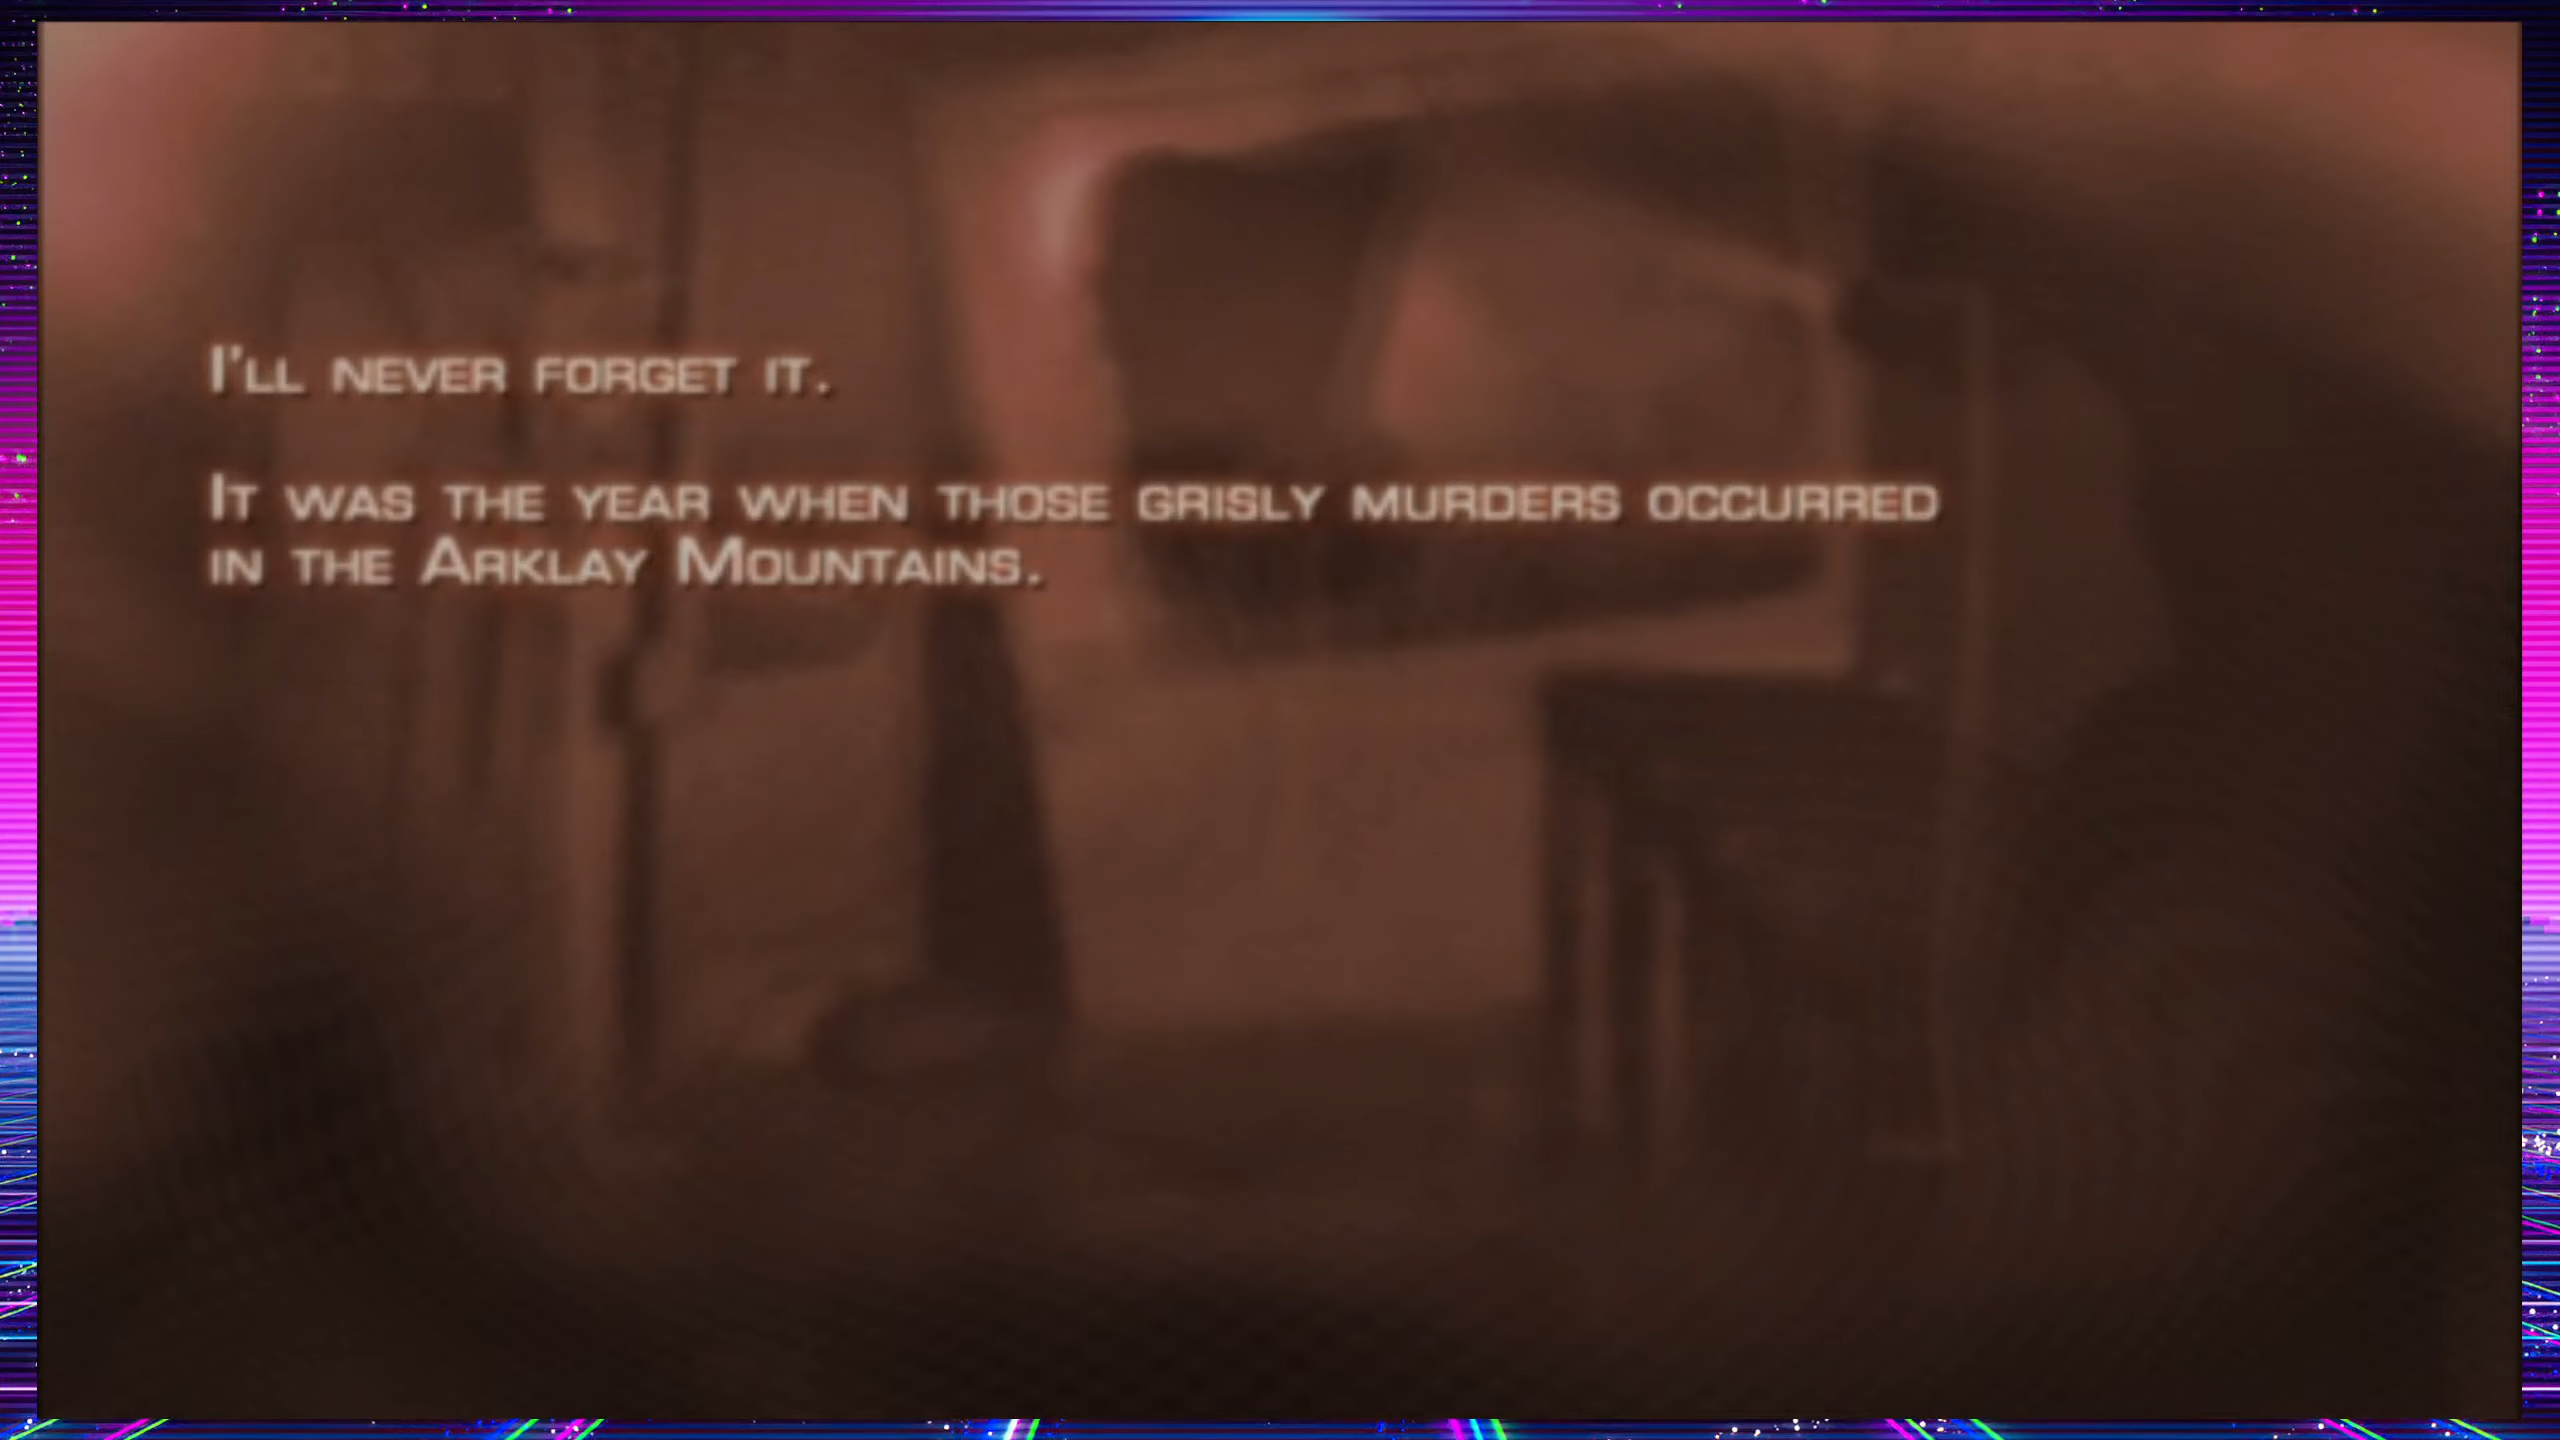 I'll never forget it.
It was the year when those grisly murders occurred
in the Arklay Mountains.